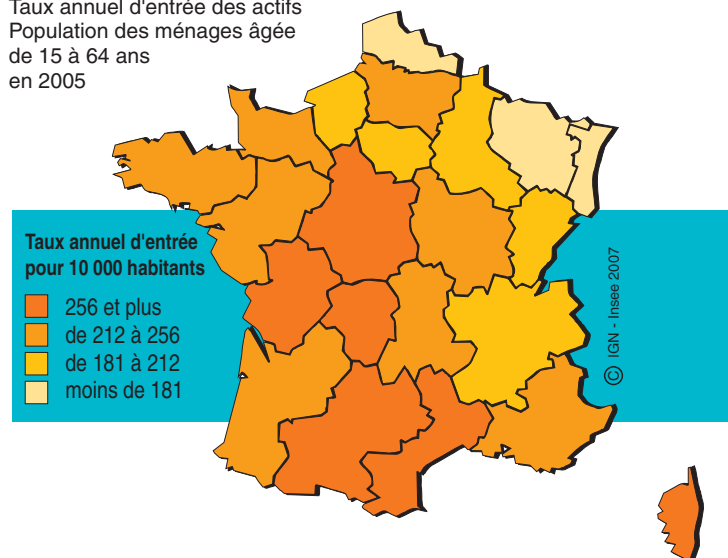 Taux annuel d'entrée des actifs
Population des ménages âgée
de 15 à 64 ans
en 2005
Taux annuel d'entrée
pour 10 000 habitants
256 et plus
de 212 à 256
de 181 à 212
moins de 181
© IGN - Insee 2007